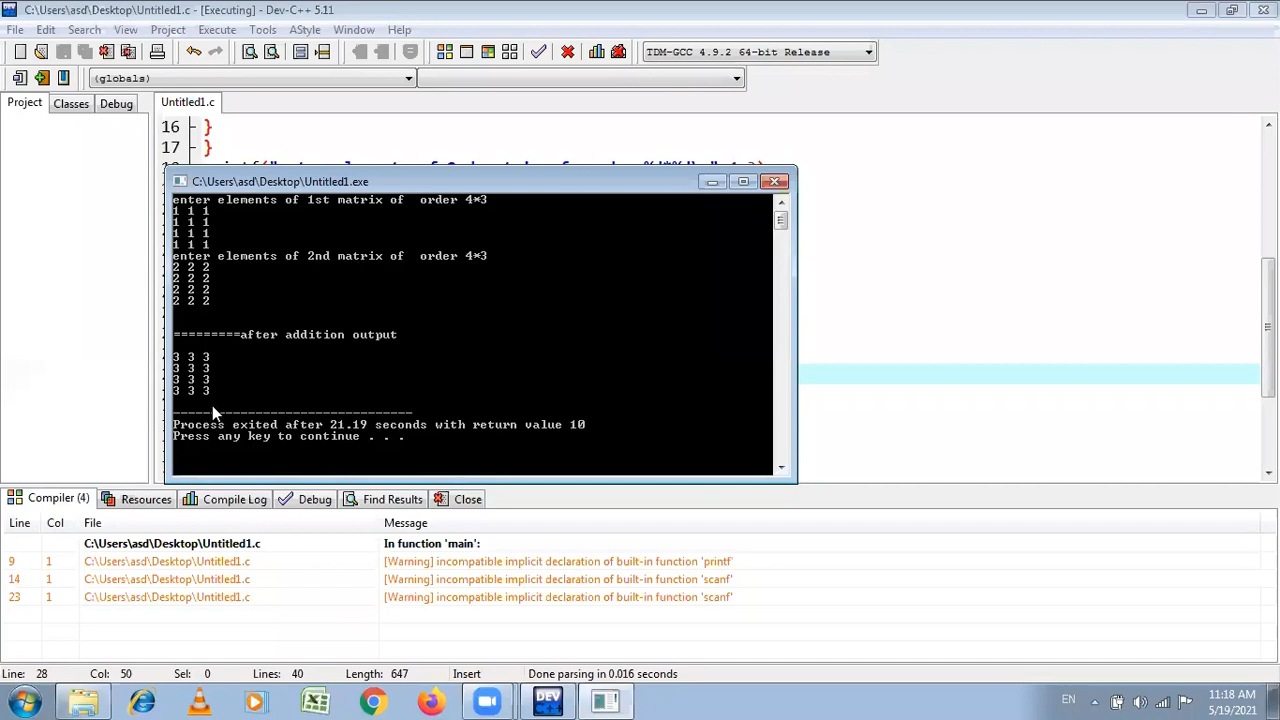 C:\Users\asd\Desktop\Untitled1.c - [Executing] - Dev-C++ 5.11
File Edit Search View Project Execute Tools AStyle Window Help
TDM-GCC 4.9.2 64-bit Release
(globals)
Project Classes Debug
Untitled1.c
16 }
17 }
C:\Users\asd\Desktop\Untitled1.exe
enter elements of 1st matrix of  order 4*3
1 1 1
1 1 1
1 1 1
1 1 1
enter elements of 2nd matrix of  order 4*3
2 2 2
2 2 2
2 2 2
2 2 2
=========after addition output
3 3 3
3 3 3
3 3 3
3 3 3
--------------------------------
Process exited after 21.19 seconds with return value 10
Press any key to continue . . .
Compiler (4) Resources Compile Log Debug Find Results Close
Line Col File Message
C:\Users\asd\Desktop\Untitled1.c In function 'main':
9 1 C:\Users\asd\Desktop\Untitled1.c [Warning] incompatible implicit declaration of built-in function 'printf'
14 1 C:\Users\asd\Desktop\Untitled1.c [Warning] incompatible implicit declaration of built-in function 'scanf'
23 1 C:\Users\asd\Desktop\Untitled1.c [Warning] incompatible implicit declaration of built-in function 'scanf'
Line: 28 Col: 50 Sel: 0 Lines: 40 Length: 647 Insert Done parsing in 0.016 seconds
DEV EN 11:18 AM
5/19/2021